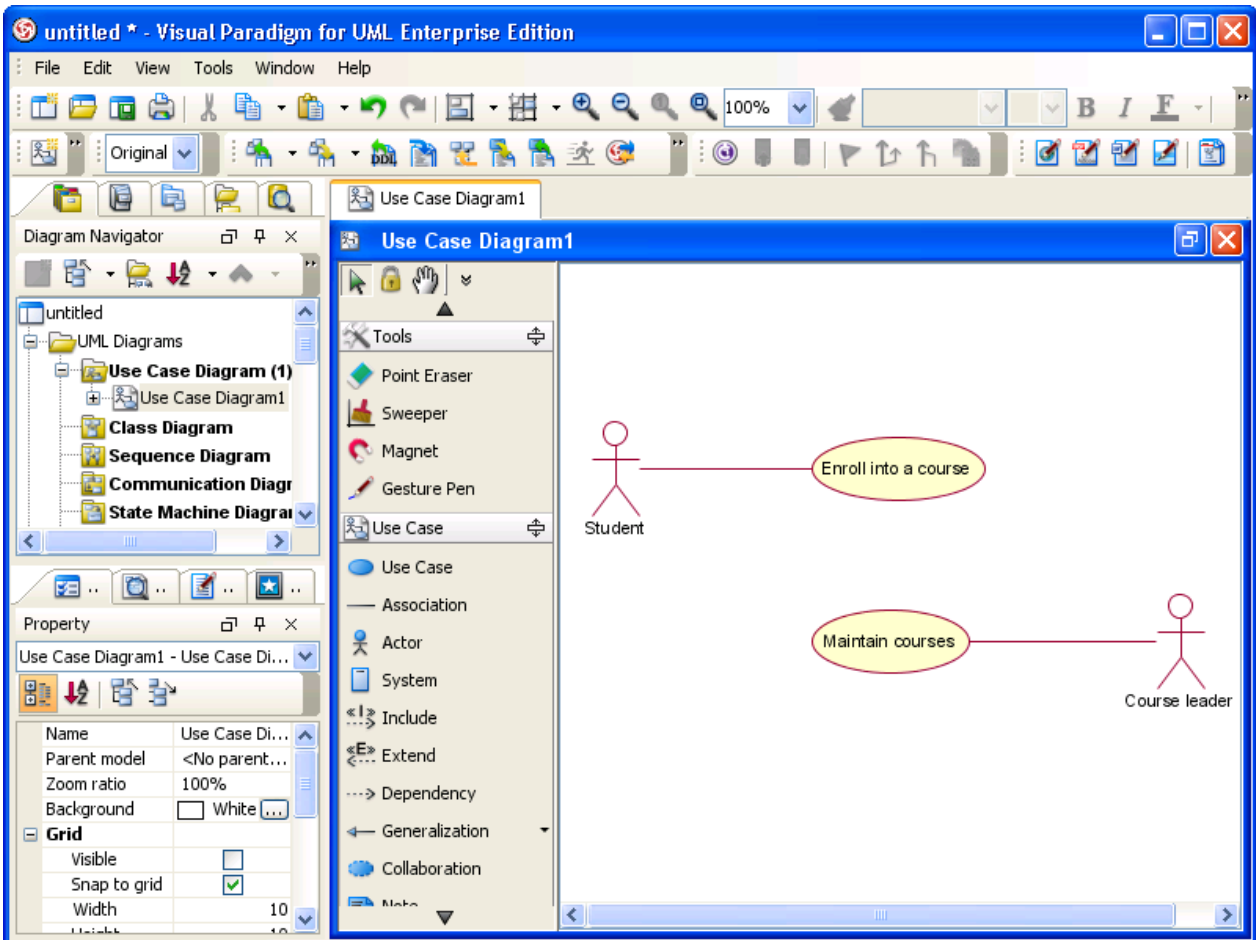 untitled * - Visual Paradigm for UML Enterprise Edition
File Edit View Tools Window Help
100% B I F
Original DDL
Use Case Diagram1
Diagram Navigator
Use Case Diagram1
untitled
UML Diagrams
Use Case Diagram (1)
Use Case Diagram1
Class Diagram
Sequence Diagram
Communication Diagr
State Machine Diagra
Property
Use Case Diagram1 - Use Case Di...
Name Use Case Di...
Parent model <No parent...
Zoom ratio 100%
Background White ...
Grid
Visible
Snap to grid
Width 10
Height 10
Tools
Point Eraser
Sweeper
Magnet
Gesture Pen
Use Case
Use Case
Association
Actor
System
«I» Include
«E» Extend
Dependency
Generalization
Collaboration
Note
Enroll into a course
Student
Maintain courses
Course leader